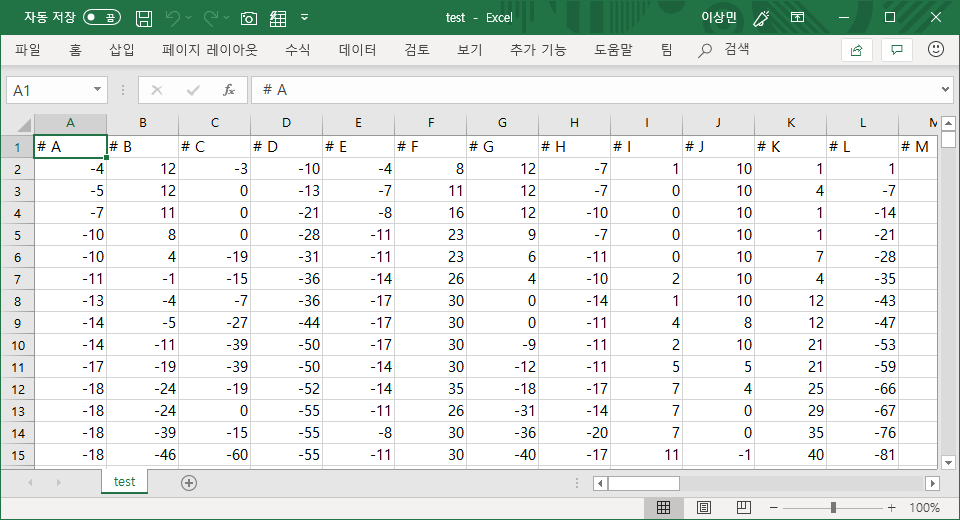 자동 저장 끔 test - Excel 이상민
파일 홈 삽입 페이지 레이아웃 수식 데이터 검토 보기 추가 기능 도움말 팀 검색
A1 fx # A
A B C D E F G H I J K L M
1 # A # B # C # D # E # F # G # H # I # J # K # L # M
2 -4 12 -3 -10 -4 8 12 -7 1 10 1 1
3 -5 12 0 -13 -7 11 12 -7 0 10 4 -7
4 -7 11 0 -21 -8 16 12 -10 0 10 1 -14
5 -10 8 0 -28 -11 23 9 -7 0 10 1 -21
6 -10 4 -19 -31 -11 23 6 -11 0 10 7 -28
7 -11 -1 -15 -36 -14 26 4 -10 2 10 4 -35
8 -13 -4 -7 -36 -17 30 0 -14 1 10 12 -43
9 -14 -5 -27 -44 -17 30 0 -11 4 8 12 -47
10 -14 -11 -39 -50 -17 30 -9 -11 2 10 21 -53
11 -17 -19 -39 -50 -14 30 -12 -11 5 5 21 -59
12 -18 -24 -19 -52 -14 35 -18 -17 7 4 25 -66
13 -18 -24 0 -55 -11 26 -31 -14 7 0 29 -67
14 -18 -39 -15 -55 -8 30 -36 -20 7 0 35 -76
15 -18 -46 -60 -55 -11 30 -40 -17 11 -1 40 -81
test
100%